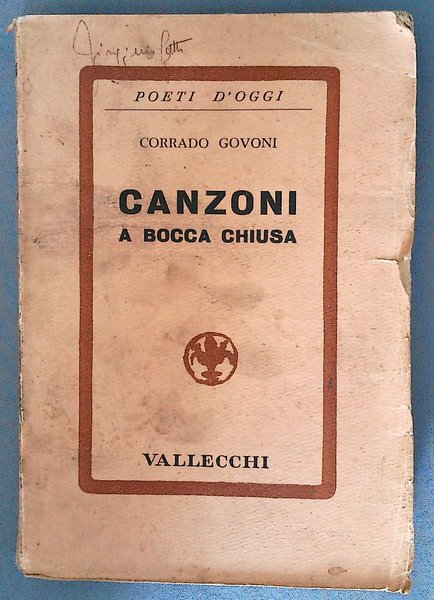 POETI D'OGGI
CORRADO GOVONI
CANZONI
A BOCCA CHIUSA
VALLECCHI